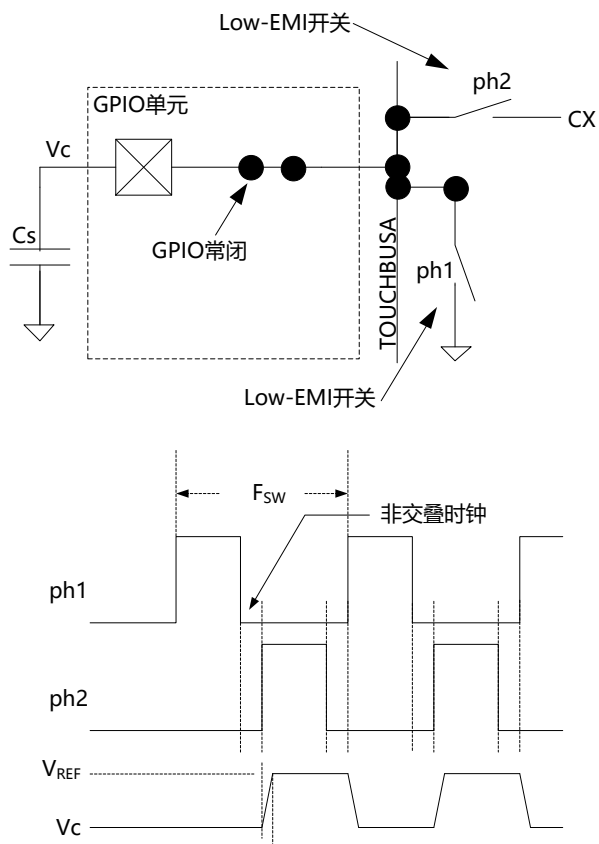 Low-EMI开关
ph2
GPIO单元
CX
Vc
Cs
GPIO常闭
ph1
TOUCHBUSA
Low-EMI开关
FSW
非交叠时钟
ph1
ph2
VREF
Vc